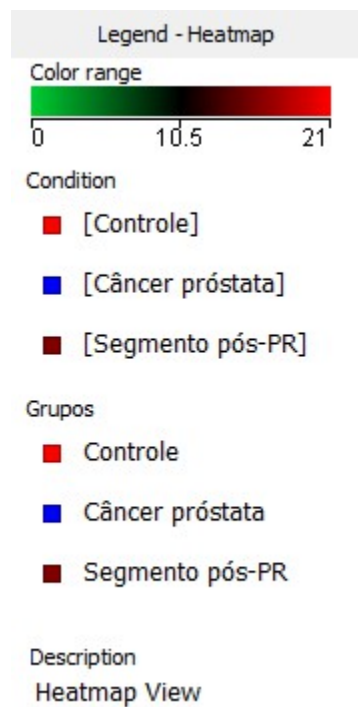 Legend - Heatmap
Color range
0 10.5 21
Condition
[Controle]
[Câncer próstata]
[Segmento pós-PR]
Grupos
Controle
Câncer próstata
Segmento pós-PR
Description
Heatmap View